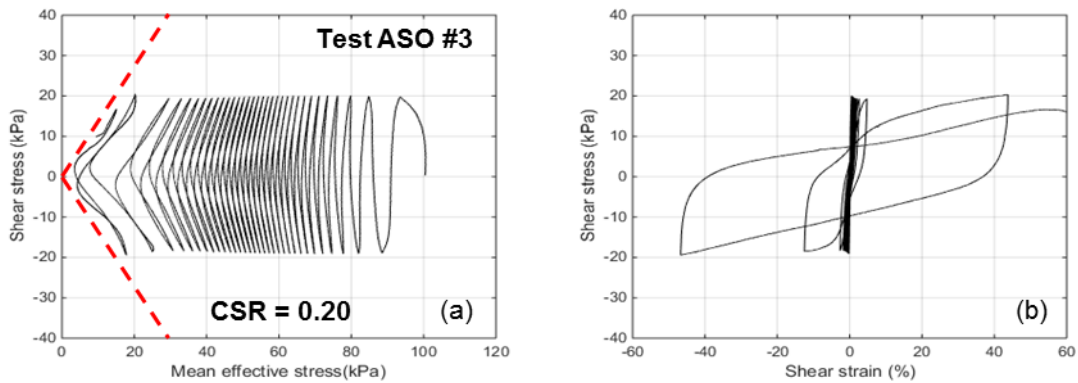 Test ASO #3
40
30
20
10
0
-10
-20
-30
-40
Shear stress (kPa)
CSR = 0.20
(a)
0 20 40 60 80 100 120
Mean effective stress(kPa)
40
30
20
10
0
-10
-20
-30
-40
Shear stress (kPa)
(b)
-60 -40 -20 0 20 40 60
Shear strain (%)